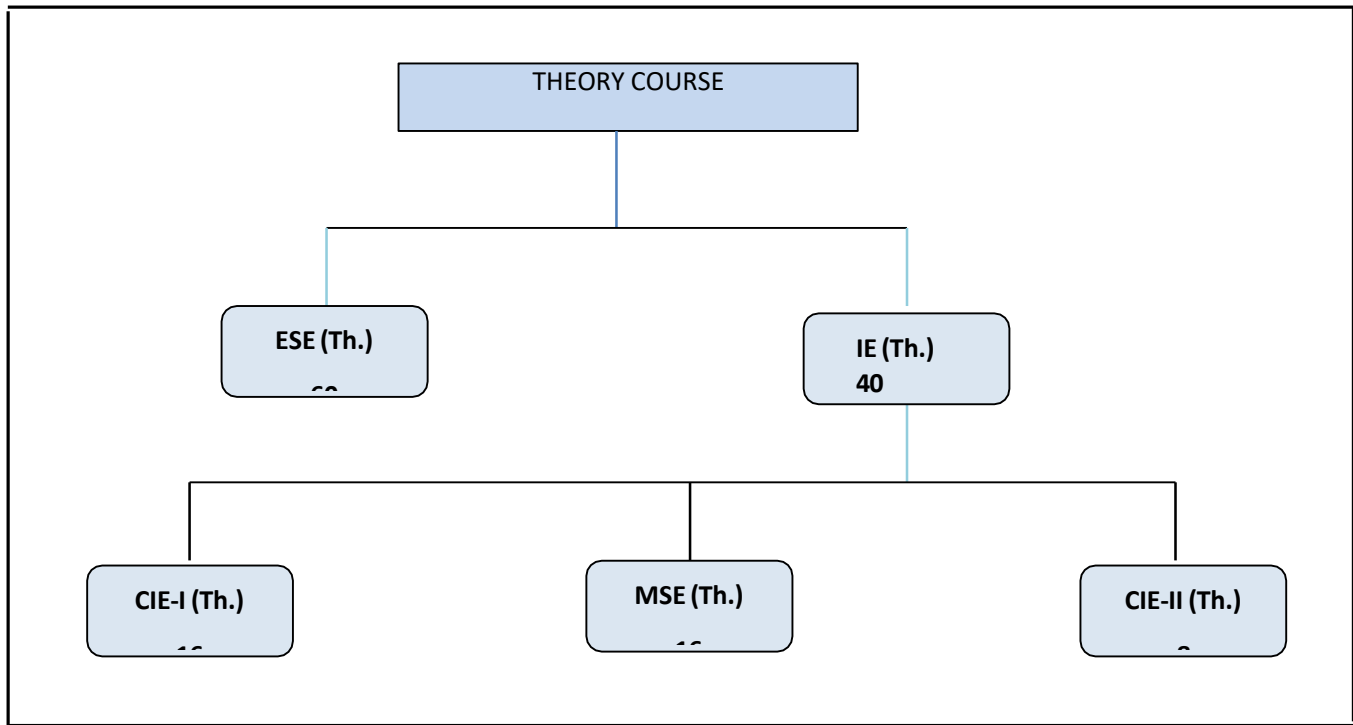 THEORY COURSE
ESE (Th.)
IE (Th.)
40
CIE-I (Th.)
MSE (Th.)
CIE-II (Th.)